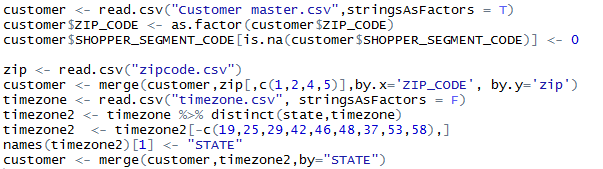 customer <- read.csv("Customer master.csv",stringsAsFactors = T)
customer$ZIP_CODE <- as.factor(customer$ZIP_CODE)
customer$SHOPPER_SEGMENT_CODE[is.na(customer$SHOPPER_SEGMENT_CODE)] <- 0
zip <- read.csv("zipcode.csv")
customer <- merge(customer,zip[,c(1,2,4,5)],by.x='ZIP_CODE', by.y='zip')
timezone <- read.csv("timezone.csv", stringsAsFactors = F)
timezone2 <- timezone %>% distinct(state,timezone)
timezone2  <- timezone2[-c(19,25,29,42,46,48,37,53,58),]
names(timezone2)[1] <- "STATE"
customer <- merge(customer,timezone2,by="STATE")